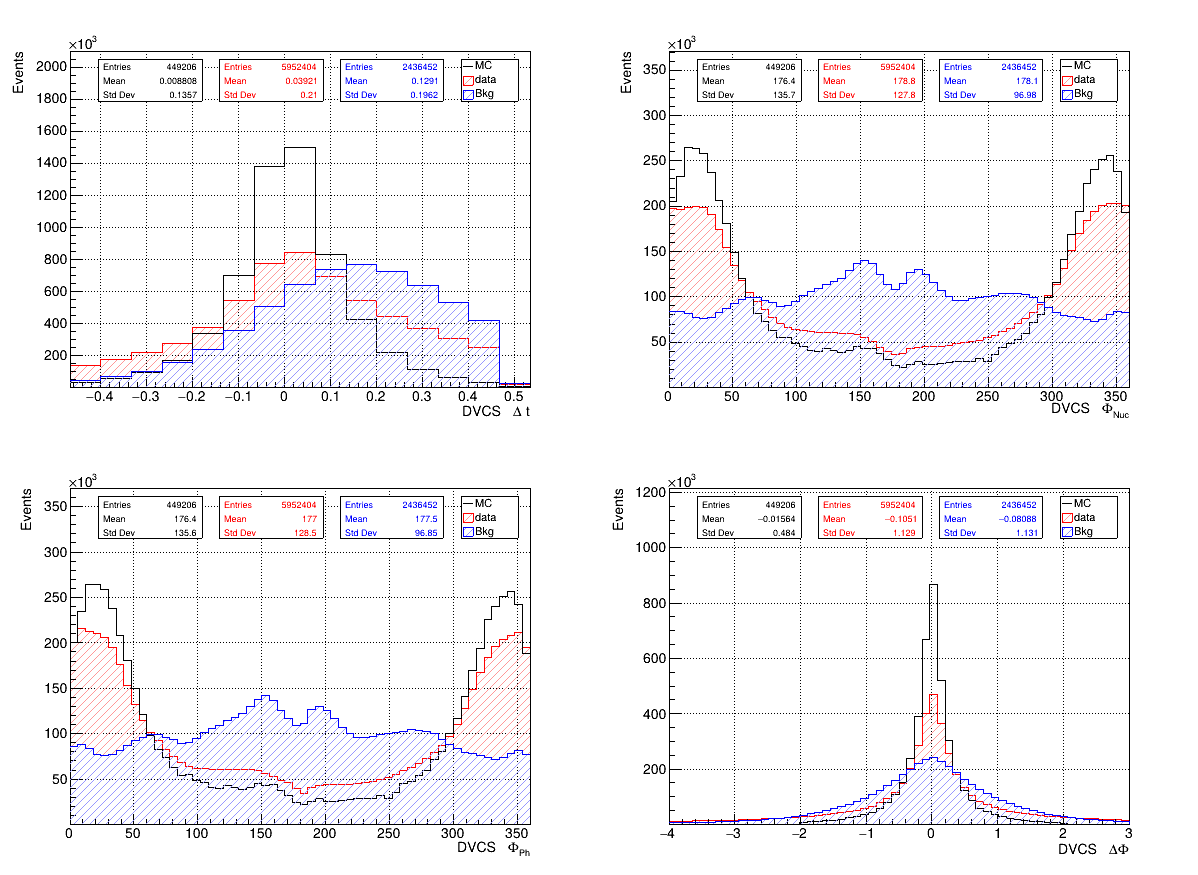 ×10³
Events
Entries 449206
Mean 0.008808
Std Dev 0.1357
Entries 5952404
Mean 0.03921
Std Dev 0.21
Entries 2436452
Mean 0.1291
Std Dev 0.1962
MC
data
Bkg
2000
1800
1600
1400
1200
1000
800
600
400
200
−0.4 −0.3 −0.2 −0.1 0 0.1 0.2 0.3 0.4 0.5
DVCS Δ t
×10³
Events
Entries 449206
Mean 176.4
Std Dev 135.7
Entries 5952404
Mean 178.8
Std Dev 127.8
Entries 2436452
Mean 178.1
Std Dev 96.98
MC
data
Bkg
350
300
250
200
150
100
50
0 50 100 150 200 250 300 350
DVCS Φ_Nuc
×10³
Events
Entries 449206
Mean 176.4
Std Dev 135.6
Entries 5952404
Mean 177
Std Dev 128.5
Entries 2436452
Mean 177.5
Std Dev 96.85
MC
data
Bkg
350
300
250
200
150
100
50
0 50 100 150 200 250 300 350
DVCS Φ_Ph
×10³
Events
Entries 449206
Mean −0.01564
Std Dev 0.484
Entries 5952404
Mean −0.1051
Std Dev 1.129
Entries 2436452
Mean −0.08088
Std Dev 1.131
MC
data
Bkg
1200
1000
800
600
400
200
−4 −3 −2 −1 0 1 2 3
DVCS ΔΦ